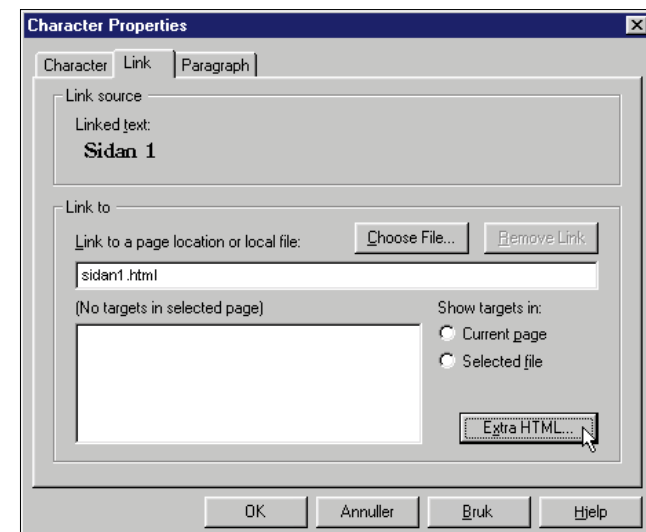 Character Properties
Character Link Paragraph
Link source
Linked text:
Sidan 1
Link to
Link to a page location or local file:
Choose File...
Remove Link
sidan1.html
(No targets in selected page)
Show targets in:
Current page
Selected file
Extra HTML...
OK Annuller Bruk Hjelp